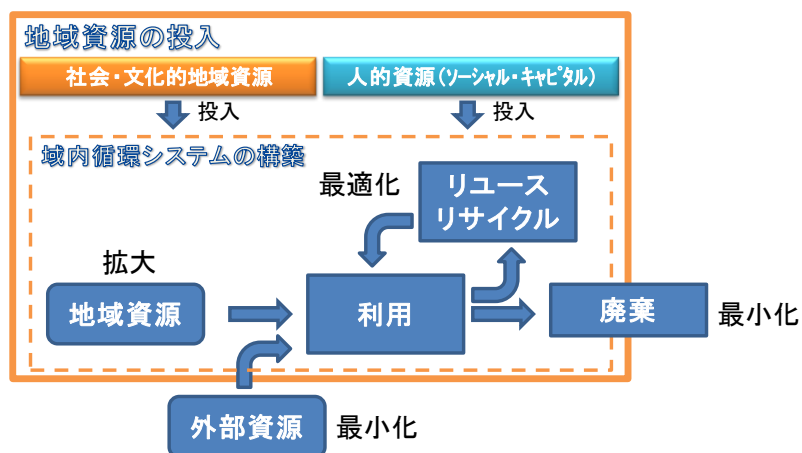 地域資源の投入
社会・文化的地域資源
人的資源(ｿｰｼｬﾙ・ｷｬﾋﾟﾀﾙ)
投入
投入
域内循環システムの構築
最適化
リユース
リサイクル
拡大
地域資源
利用
廃棄
最小化
外部資源
最小化